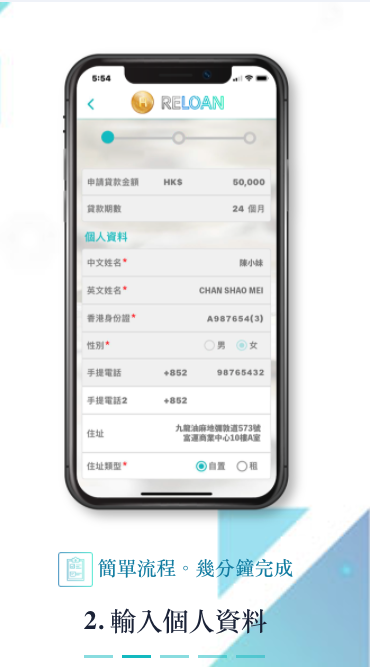 5:54
RELOAN
申請貸款金額 HK$ 50,000
貸款期數 24 個月
個人資料
中文姓名* 陳小妹
英文姓名* CHAN SHAO MEI
香港身份證* A987654(3)
性別* 男 女
手提電話 +852 98765432
手提電話2 +852
住址 九龍油麻地彌敦道573號
富運商業中心10樓A室
住址類型* 自置 租
簡單流程。幾分鐘完成
2. 輸入個人資料